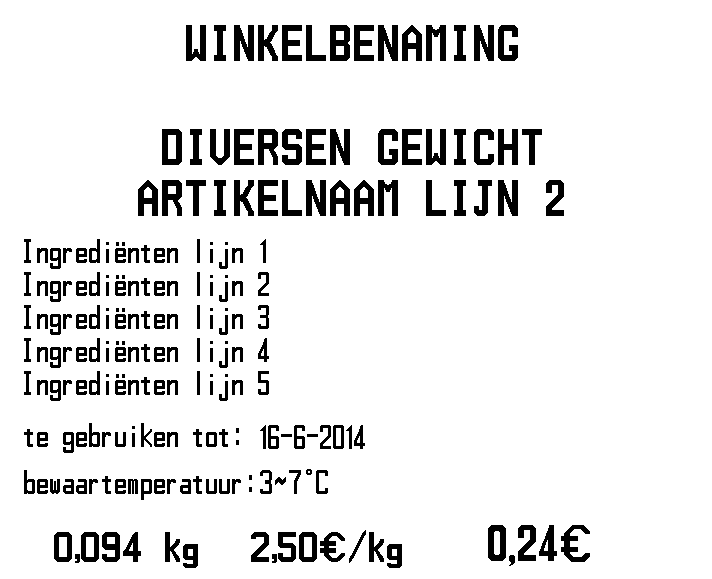 WINKELBENAMING
DIVERSEN GEWICHT
ARTIKELNAAM LIJN 2
Ingrediënten lijn 1
Ingrediënten lijn 2
Ingrediënten lijn 3
Ingrediënten lijn 4
Ingrediënten lijn 5
te gebruiken tot: 16-6-2014
bewaartemperatuur:3~7°C
0,094 kg 2,50€/kg 0,24€